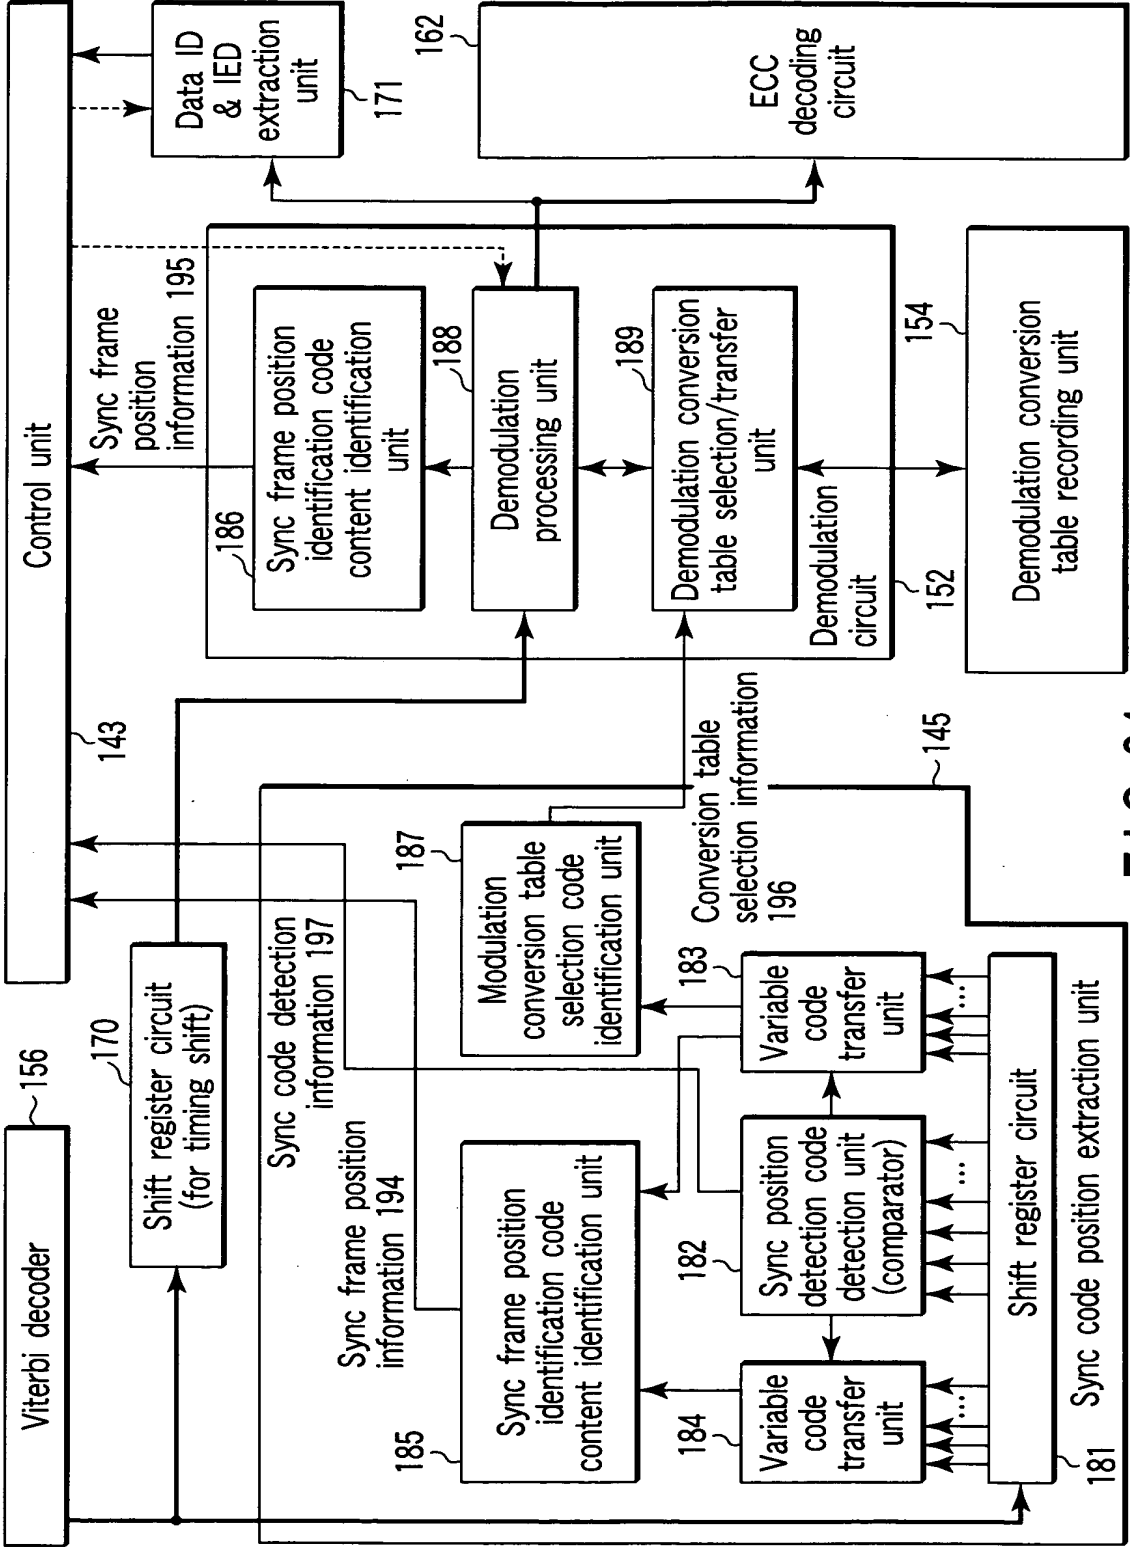 Viterbi decoder
156
Control unit
143
170
Shift register circuit
(for timing shift)
Sync code detection
information 197
Sync frame position
information 194
Sync frame
position
information 195
Data ID
& IED
extraction
unit
171
185
Sync frame position
identification code
content identification unit
187
Modulation
conversion table
selection code
identification unit
186
Sync frame position
identification code
content identification
unit
188
Demodulation
processing unit
189
Demodulation conversion
table selection/transfer
unit
Demodulation
circuit
152
162
ECC
decoding
circuit
Conversion table
selection information
196
184
Variable
code
transfer
unit
182
Sync position
detection code
detection unit
(comparator)
183
Variable
code
transfer
unit
...
...
...
Shift register circuit
181
Sync code position extraction unit
145
154
Demodulation conversion
table recording unit